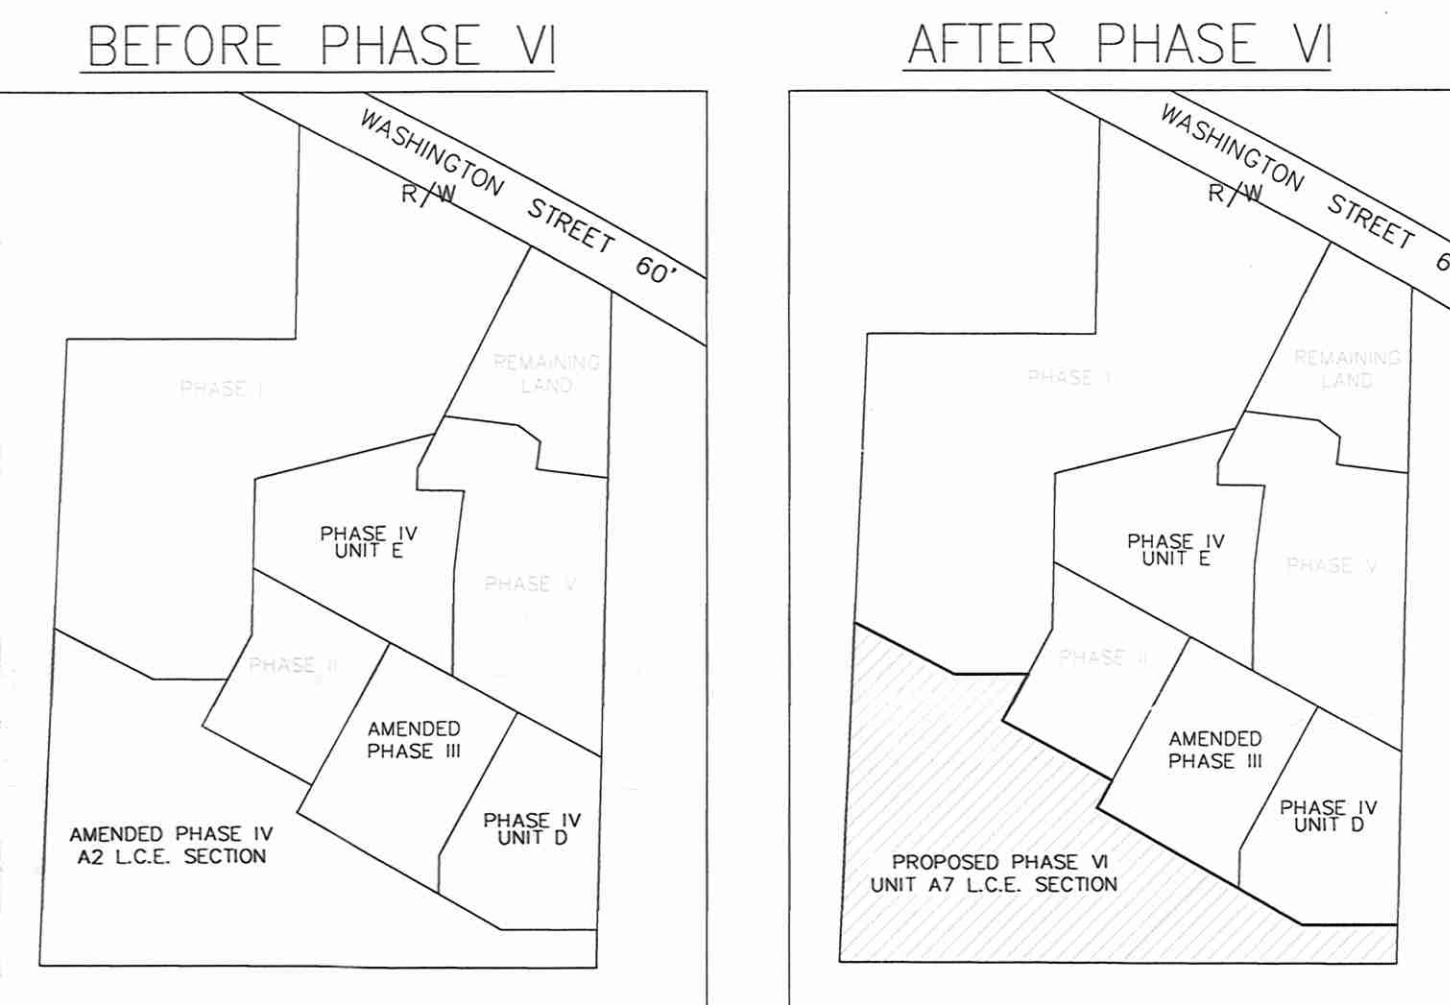 BEFORE PHASE VI
WASHINGTON STREET 60'
R/W
REMAINING
LAND
PHASE I
PHASE IV
UNIT E
PHASE V
PHASE II
AMENDED
PHASE III
PHASE IV
UNIT D
AMENDED PHASE IV
A2 L.C.E. SECTION
AFTER PHASE VI
WASHINGTON STREET 6
R/W
REMAINING
LAND
PHASE I
PHASE IV
UNIT E
PHASE V
PHASE II
AMENDED
PHASE III
PHASE IV
UNIT D
PROPOSED PHASE VI
UNIT A7 L.C.E. SECTION